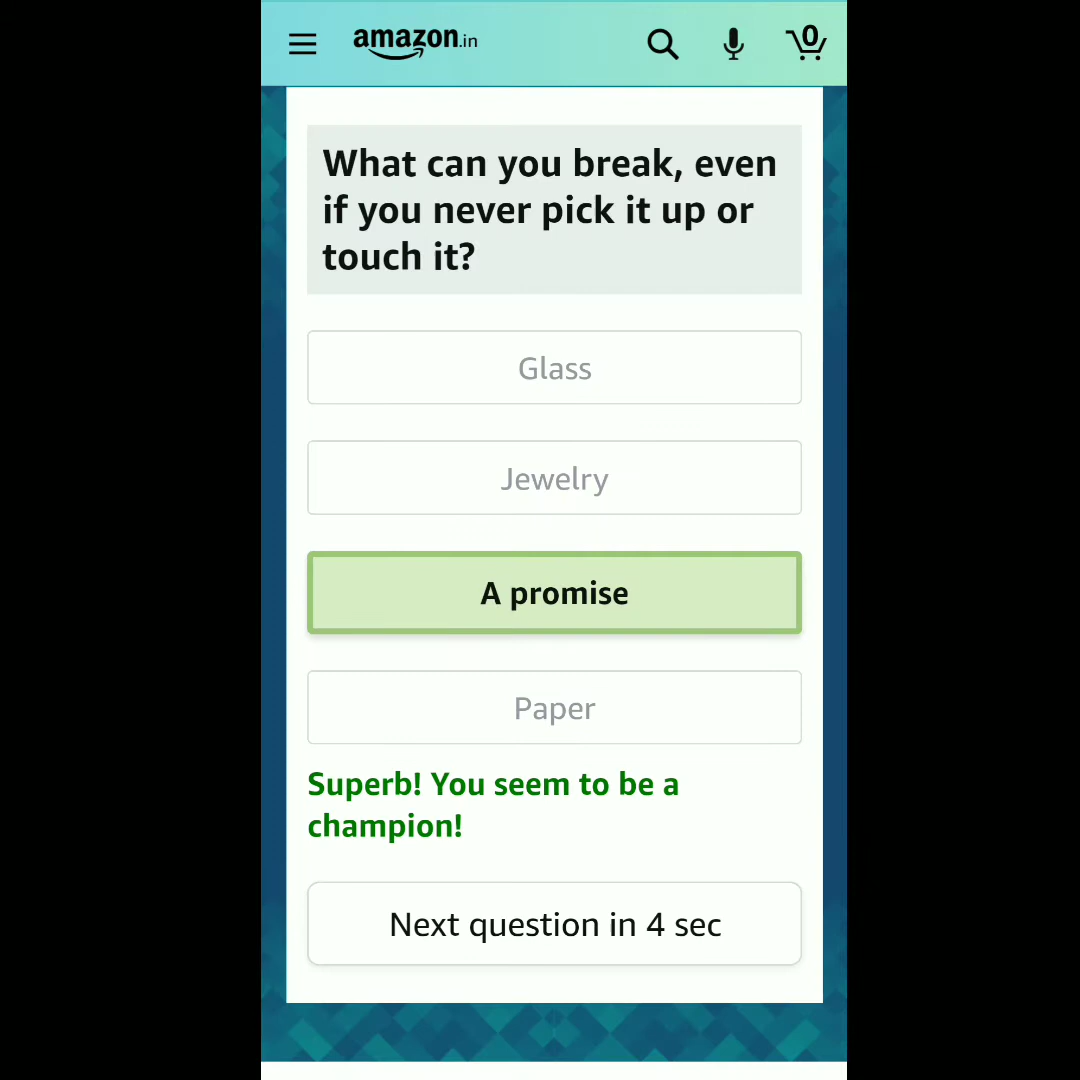 amazon.in
0
What can you break, even
if you never pick it up or
touch it?
Glass
Jewelry
A promise
Paper
Superb! You seem to be a
champion!
Next question in 4 sec